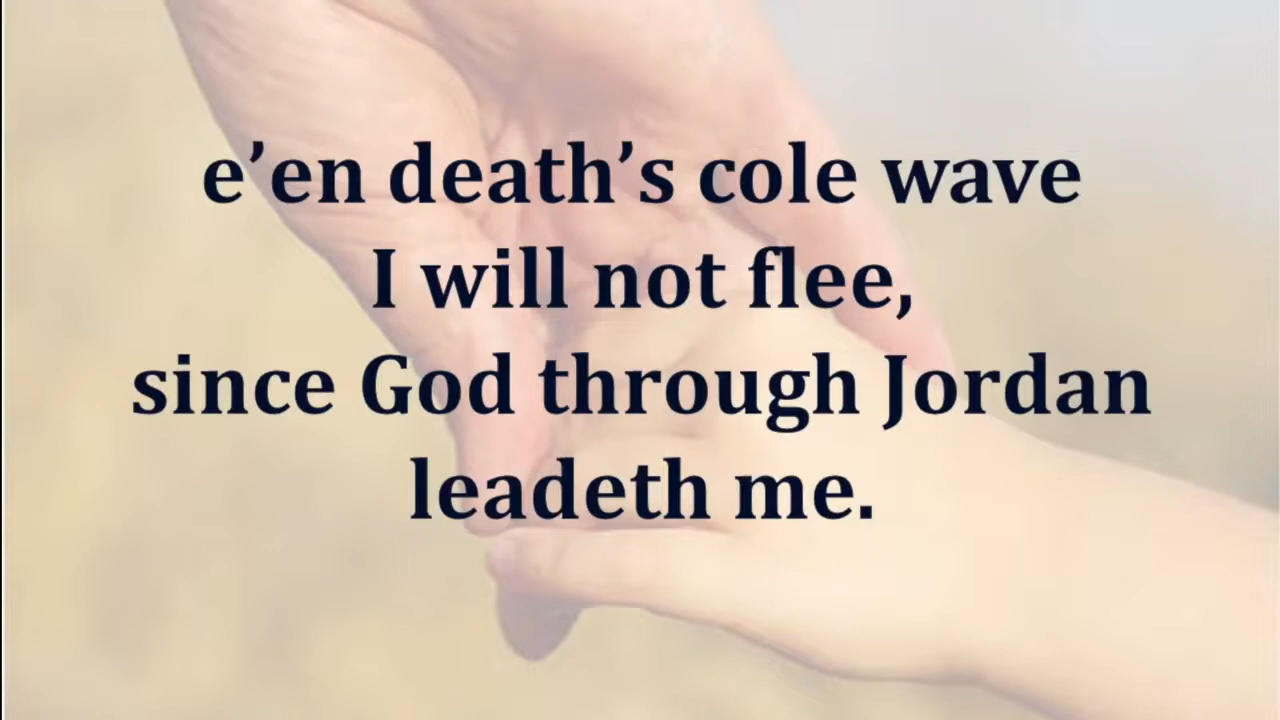 e’en death’s cole wave
I will not flee,
since God through Jordan
leadeth me.